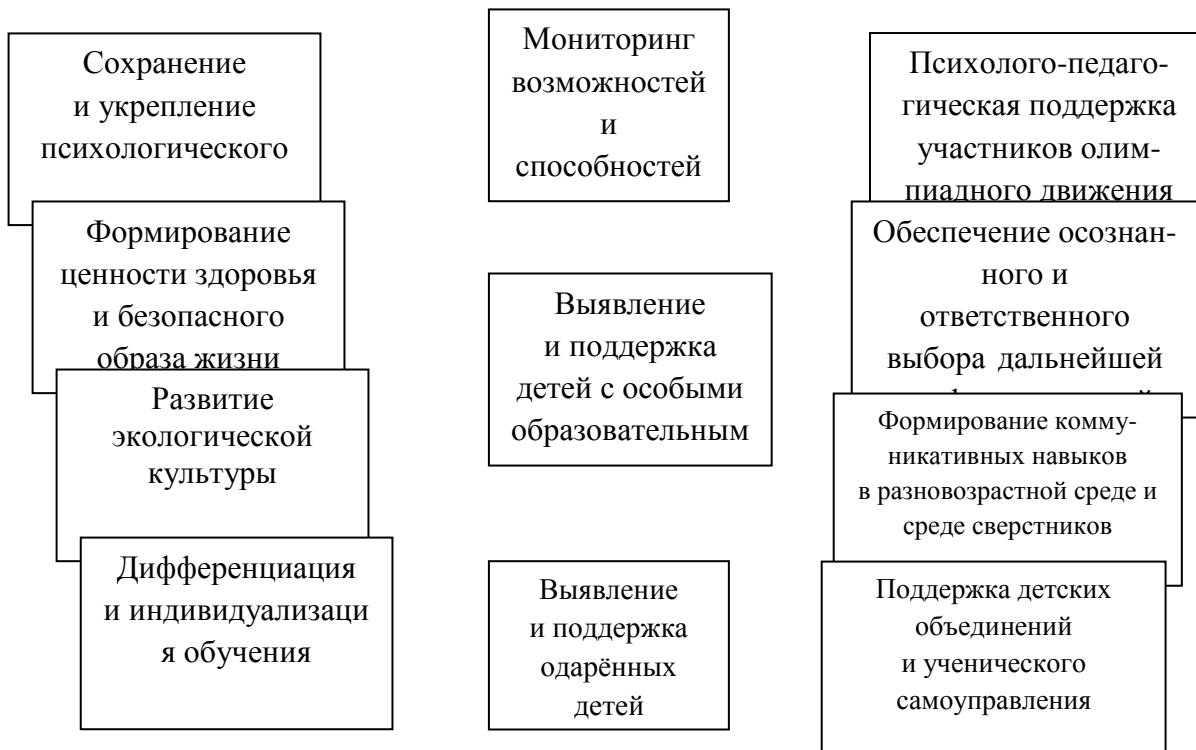 Сохранение
и укрепление
психологического
Формирование
ценности здоровья
и безопасного
образа жизни
Развитие
экологической
культуры
Дифференциация
и индивидуализаци
я обучения
Мониторинг
возможностей
и
способностей
Выявление
и поддержка
детей с особыми
образовательным
Выявление
и поддержка
одарённых
детей
Психолого-педаго-
гическая поддержка
участников олим-
пиадного движения
Обеспечение осознан-
ного и
ответственного
выбора дальнейшей
Формирование комму-
никативных навыков
в разновозрастной среде и
среде сверстников
Поддержка детских
объединений
и ученического
самоуправления